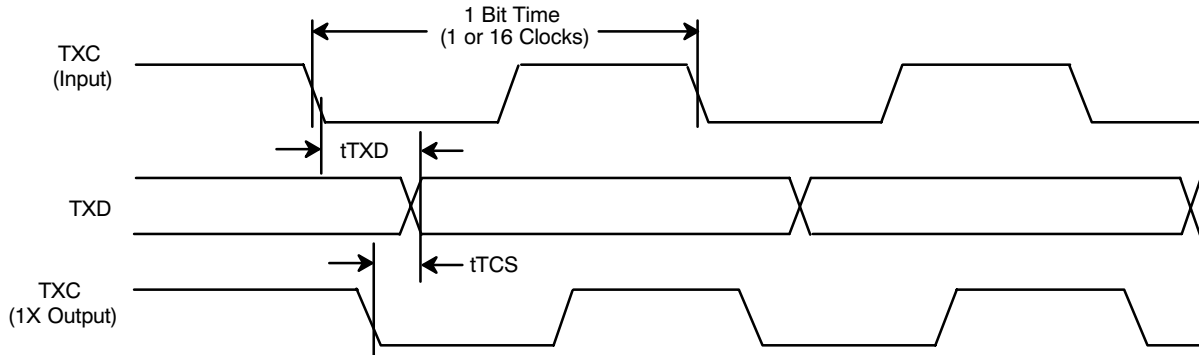 1 Bit Time
(1 or 16 Clocks)
TXC
(Input)
tTXD
TXD
tTCS
TXC
(1X Output)